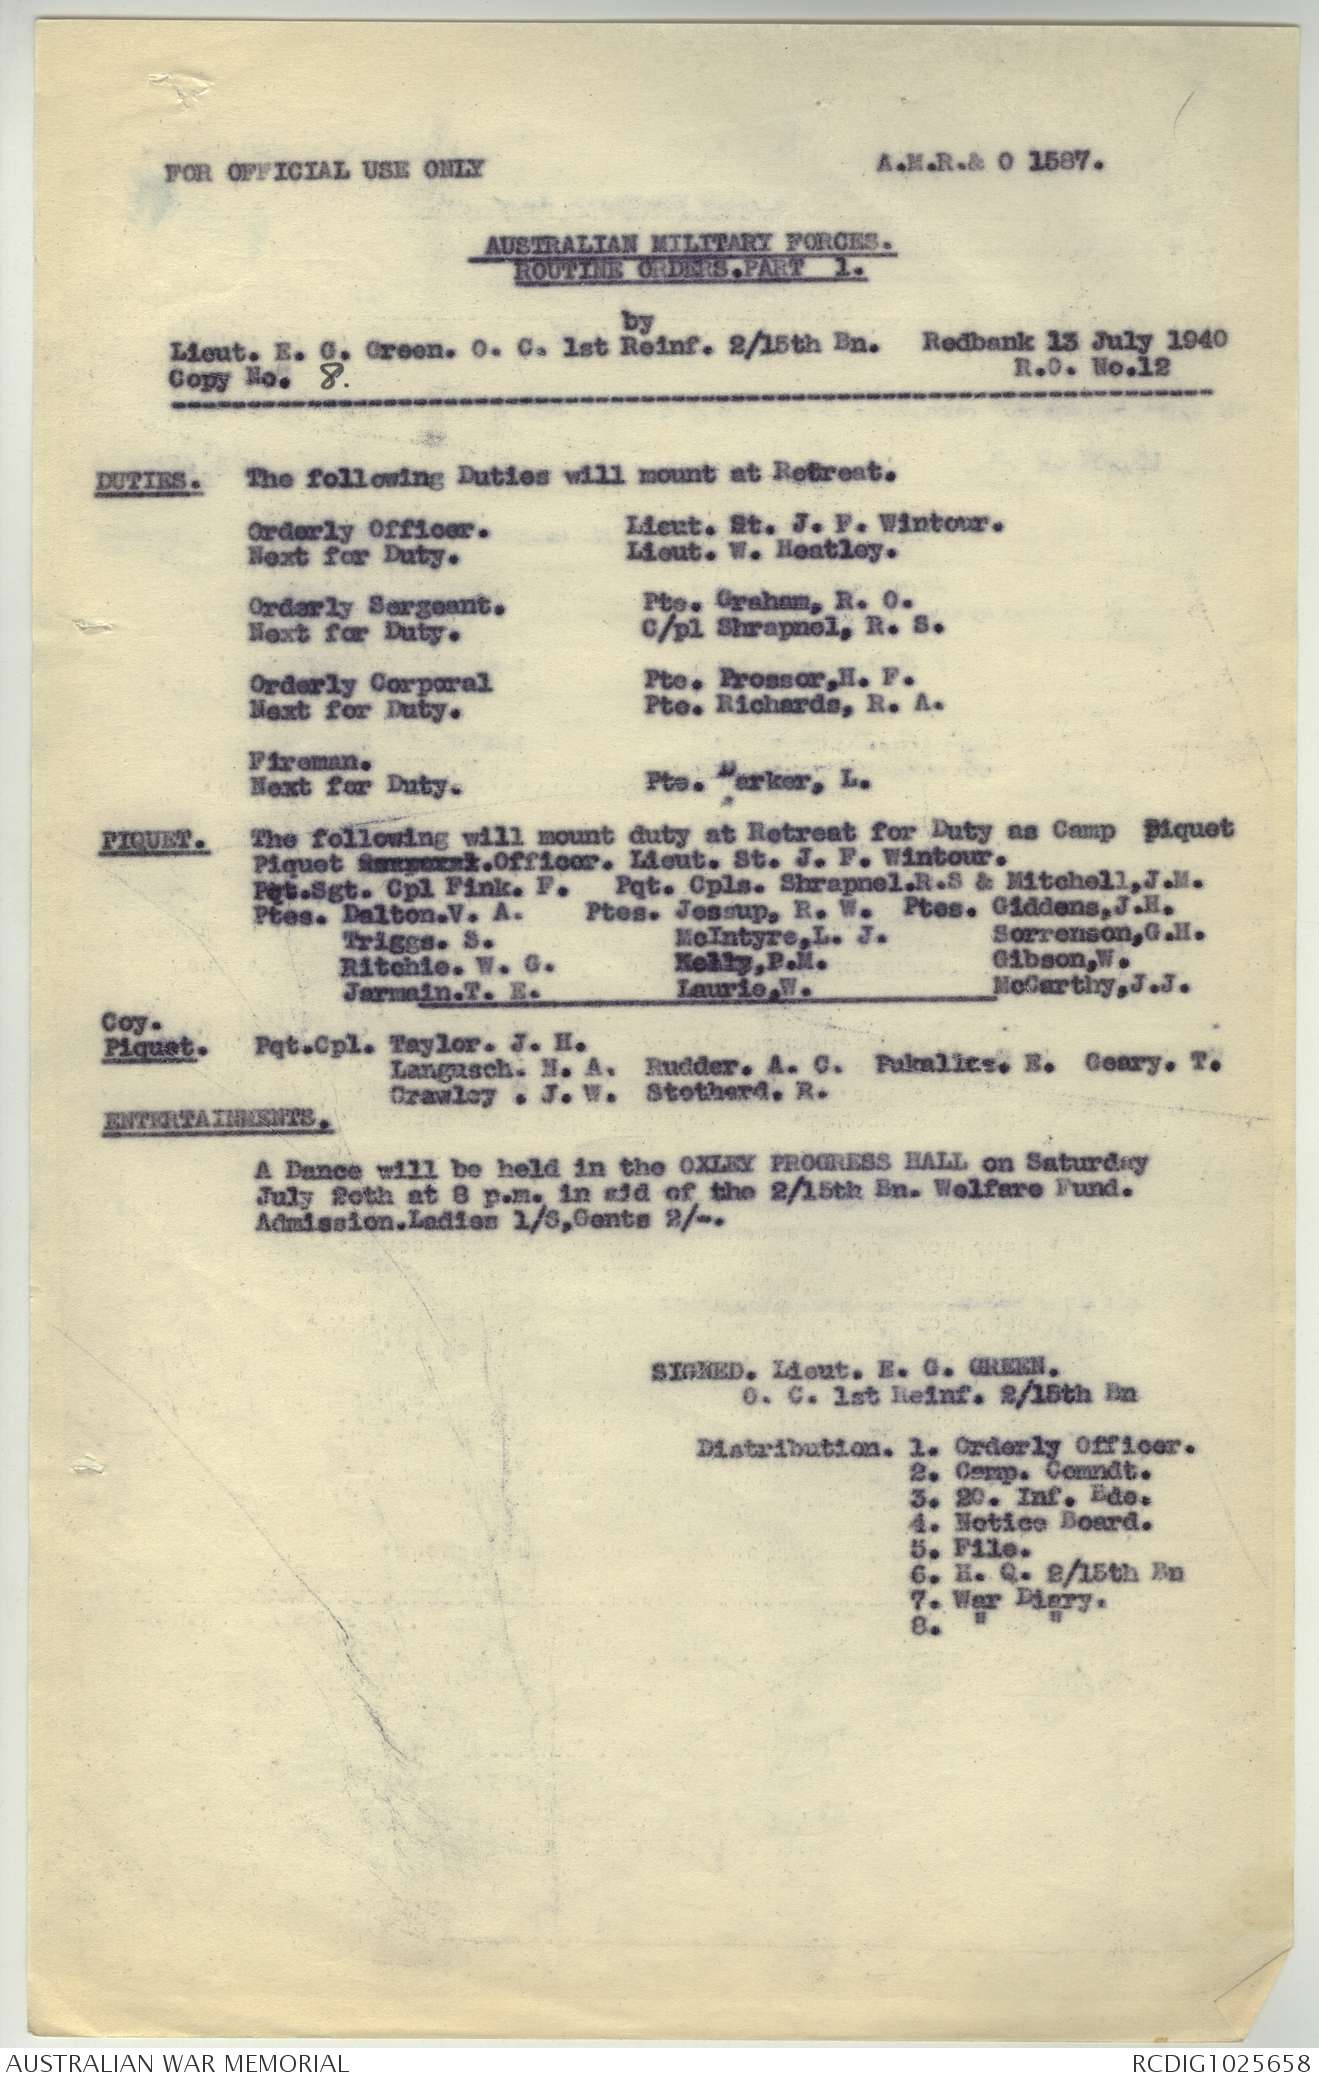 FOR OFFICIAL USE ONLY A.M.R.& O 1587.
AUSTRALIAN MILITARY FORCES.
ROUTINE ORDERS.PART 1.
by
Lieut. E. G. Green. O. C. 1st Reinf. 2/15th Bn. Redbank 13 July 1940
Copy No. 8. R.O. No.12
DUTIES. The following Duties will mount at Retreat.
Orderly Officer. Lieut. St. J. F. Wintour.
Next for Duty. Lieut. W. Heatley.
Orderly Sergeant. Pte. Graham, R. O.
Next for Duty. C/pl Shrapnel, R. S.
Orderly Corporal Pte. Prosser,H. F.
Next for Duty. Pte. Richards, R. A.
Fireman.
Next for Duty. Pte. Parker, L.
PIQUET. The following will mount duty at Retreat for Duty as Camp Piquet
Piquet Officer. Lieut. St. J. F. Wintour.
Pqt.Sgt. Cpl Fink. F. Pqt. Cpls. Shrapnel.R.S & Mitchell,J.M.
Ptes. Dalton.V. A. Ptes. Jessup, R. W. Ptes. Giddens,J.H.
Triggs. S. McIntyre,L. J. Sorrenson,G.H.
Ritchie. W. G. Kelly,P.M. Gibson,W.
Jarmain.T. E. Laurie,W. McCarthy,J.J.
Coy.
Piquet. Pqt.Cpl. Taylor. J. H.
Langusch. N. A. Rudder. A. C. Pukallus. E. Geary. T.
Crawley . J. W. Stotherd. R.
ENTERTAINMENTS.
A Dance will be held in the OXLEY PROGRESS HALL on Saturday
July 20th at 8 p.m. in aid of the 2/15th Bn. Welfare Fund.
Admission.Ladies 1/6,Gents 2/-.
SIGNED. Lieut. E. G. GREEN.
O. C. 1st Reinf. 2/15th Bn
Distribution. 1. Orderly Officer.
2. Camp. Comndt.
3. 20. Inf. Bde.
4. Notice Board.
5. File.
6. H. Q. 2/15th Bn
7. War Diary.
8. " "
AUSTRALIAN WAR MEMORIAL RCDIG1025658